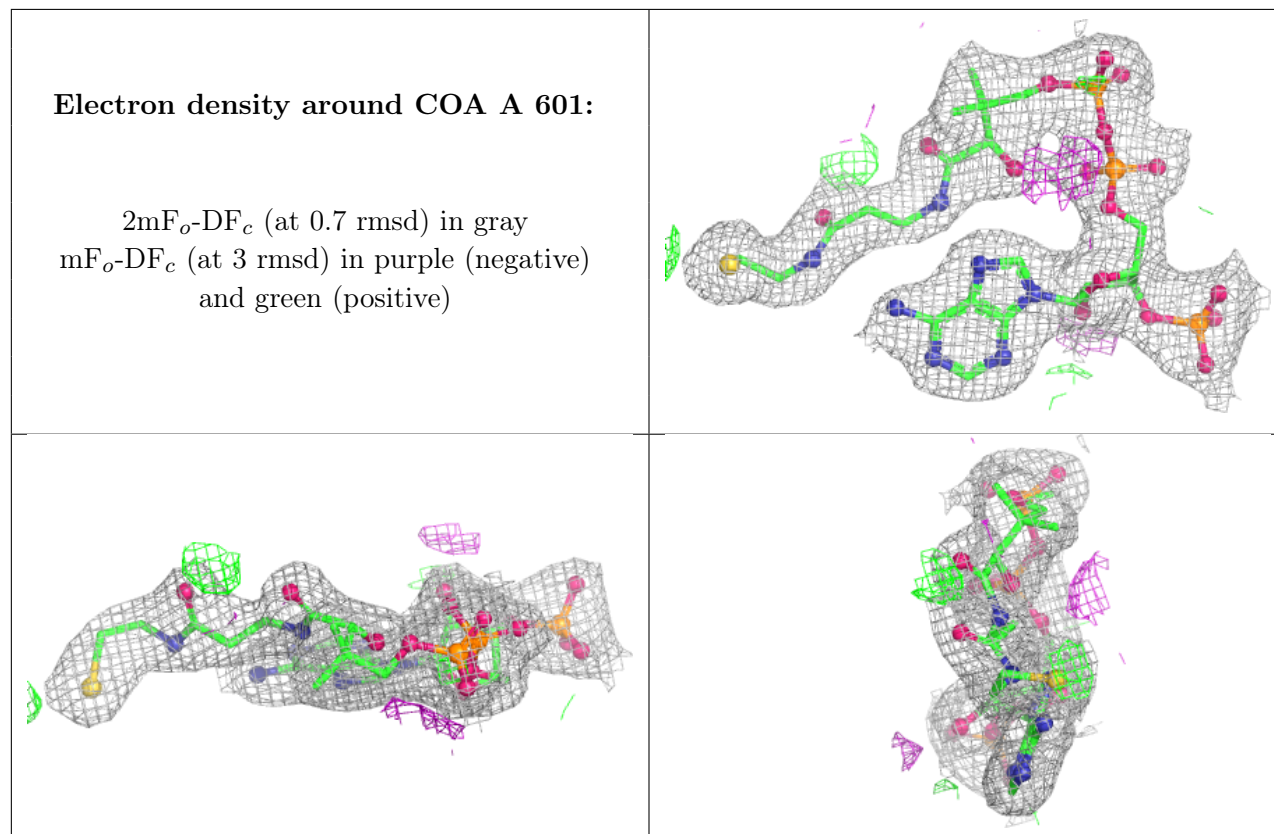 Electron density around COA A 601:
2mFo-DFc (at 0.7 rmsd) in gray
mFo-DFc (at 3 rmsd) in purple (negative)
and green (positive)